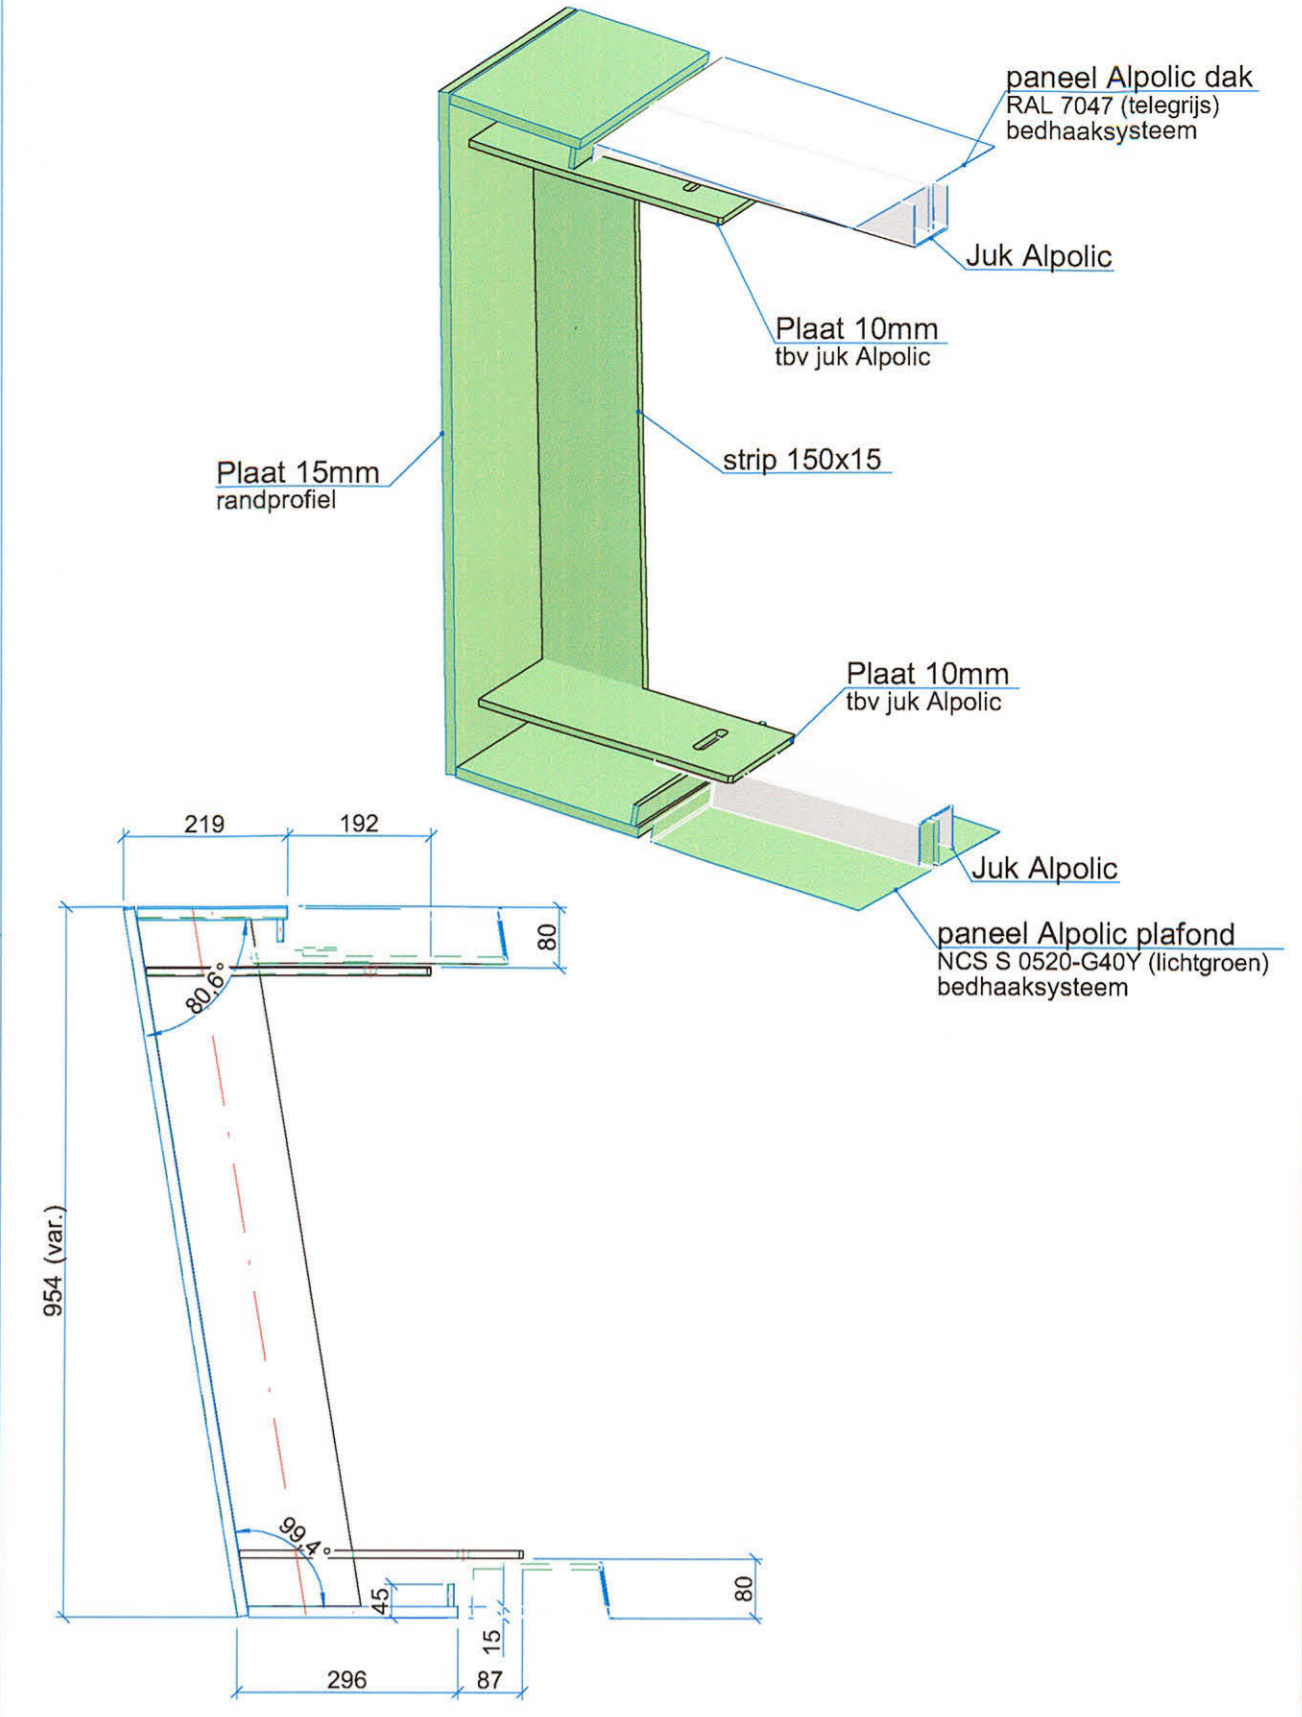 paneel Alpolic dak
RAL 7047 (telegrijs)
bedhaaksysteem
Juk Alpolic
Plaat 10mm
tbv juk Alpolic
strip 150x15
Plaat 15mm
randprofiel
Plaat 10mm
tbv juk Alpolic
Juk Alpolic
paneel Alpolic plafond
NCS S 0520-G40Y (lichtgroen)
bedhaaksysteem
219
192
80
80,6°
954 (var.)
99,4°
45
15
80
296
87